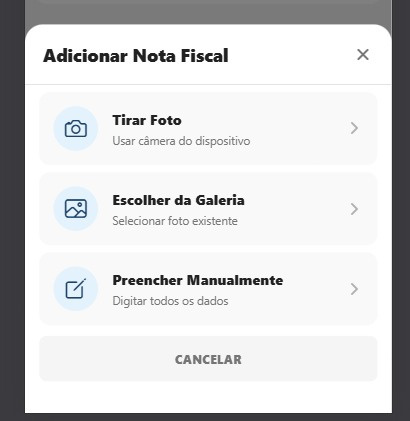 Adicionar Nota Fiscal
Tirar Foto
Usar câmera do dispositivo
Escolher da Galeria
Selecionar foto existente
Preencher Manualmente
Digitar todos os dados
CANCELAR